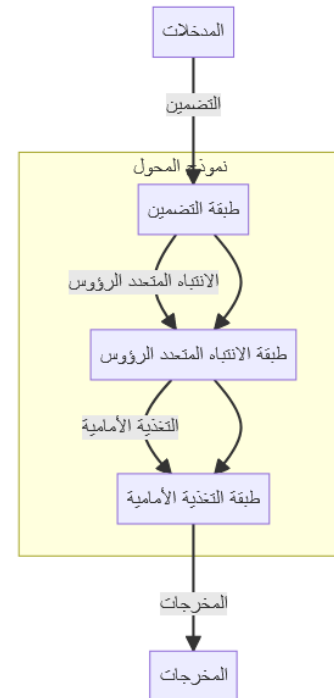 المدخلات
التضمين
نموذج المحول
طبقة التضمين
الانتباه المتعدد الرؤوس
طبقة الانتباه المتعدد الرؤوس
التغذية الأمامية
طبقة التغذية الأمامية
المخرجات
المخرجات